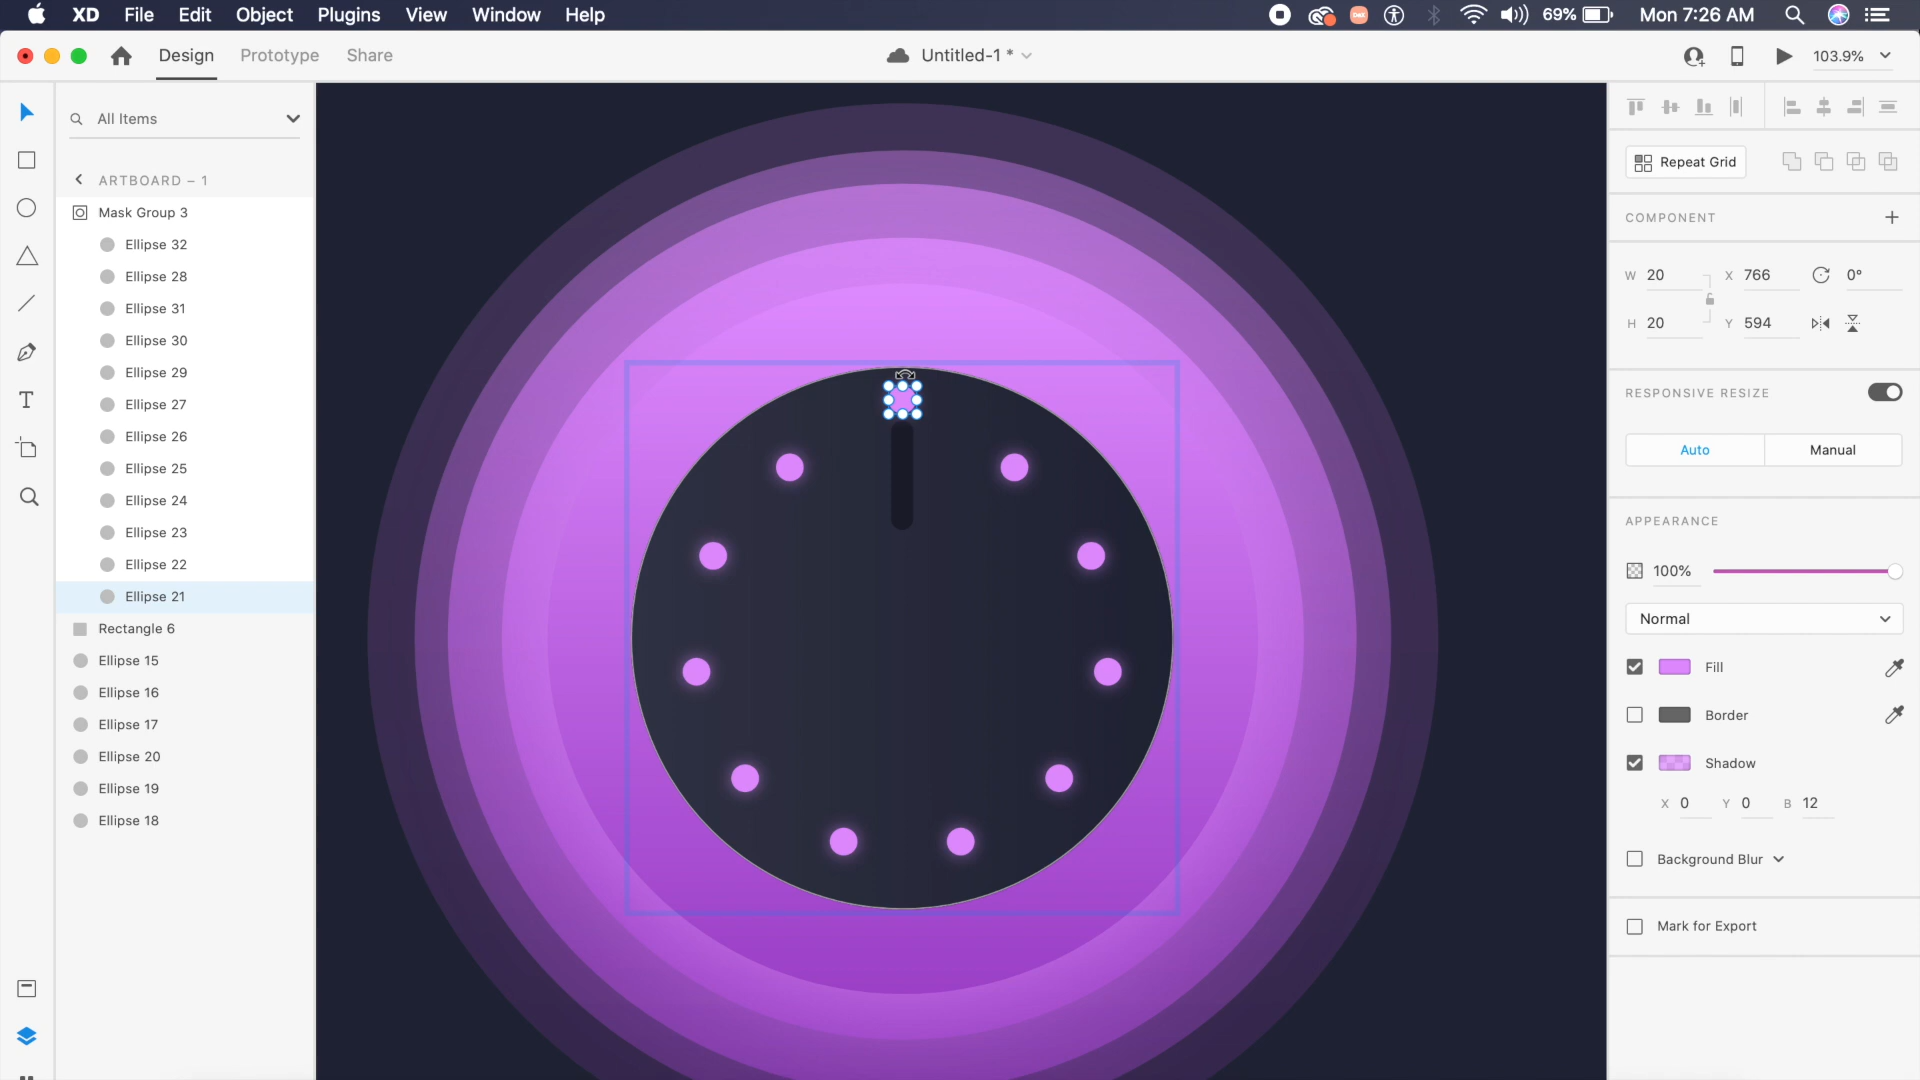 XD File Edit Object Plugins View Window Help 69% Mon 7:26 AM
Design Prototype Share Untitled-1 * 103.9%
All Items
ARTBOARD – 1
Mask Group 3
Ellipse 32
Ellipse 28
Ellipse 31
Ellipse 30
Ellipse 29
Ellipse 27
Ellipse 26
Ellipse 25
Ellipse 24
Ellipse 23
Ellipse 22
Ellipse 21
Rectangle 6
Ellipse 15
Ellipse 16
Ellipse 17
Ellipse 20
Ellipse 19
Ellipse 18
Repeat Grid
COMPONENT
W 20 X 766 0°
H 20 Y 594
RESPONSIVE RESIZE
Auto Manual
APPEARANCE
100%
Normal
Fill
Border
Shadow
X 0 Y 0 B 12
Background Blur
Mark for Export